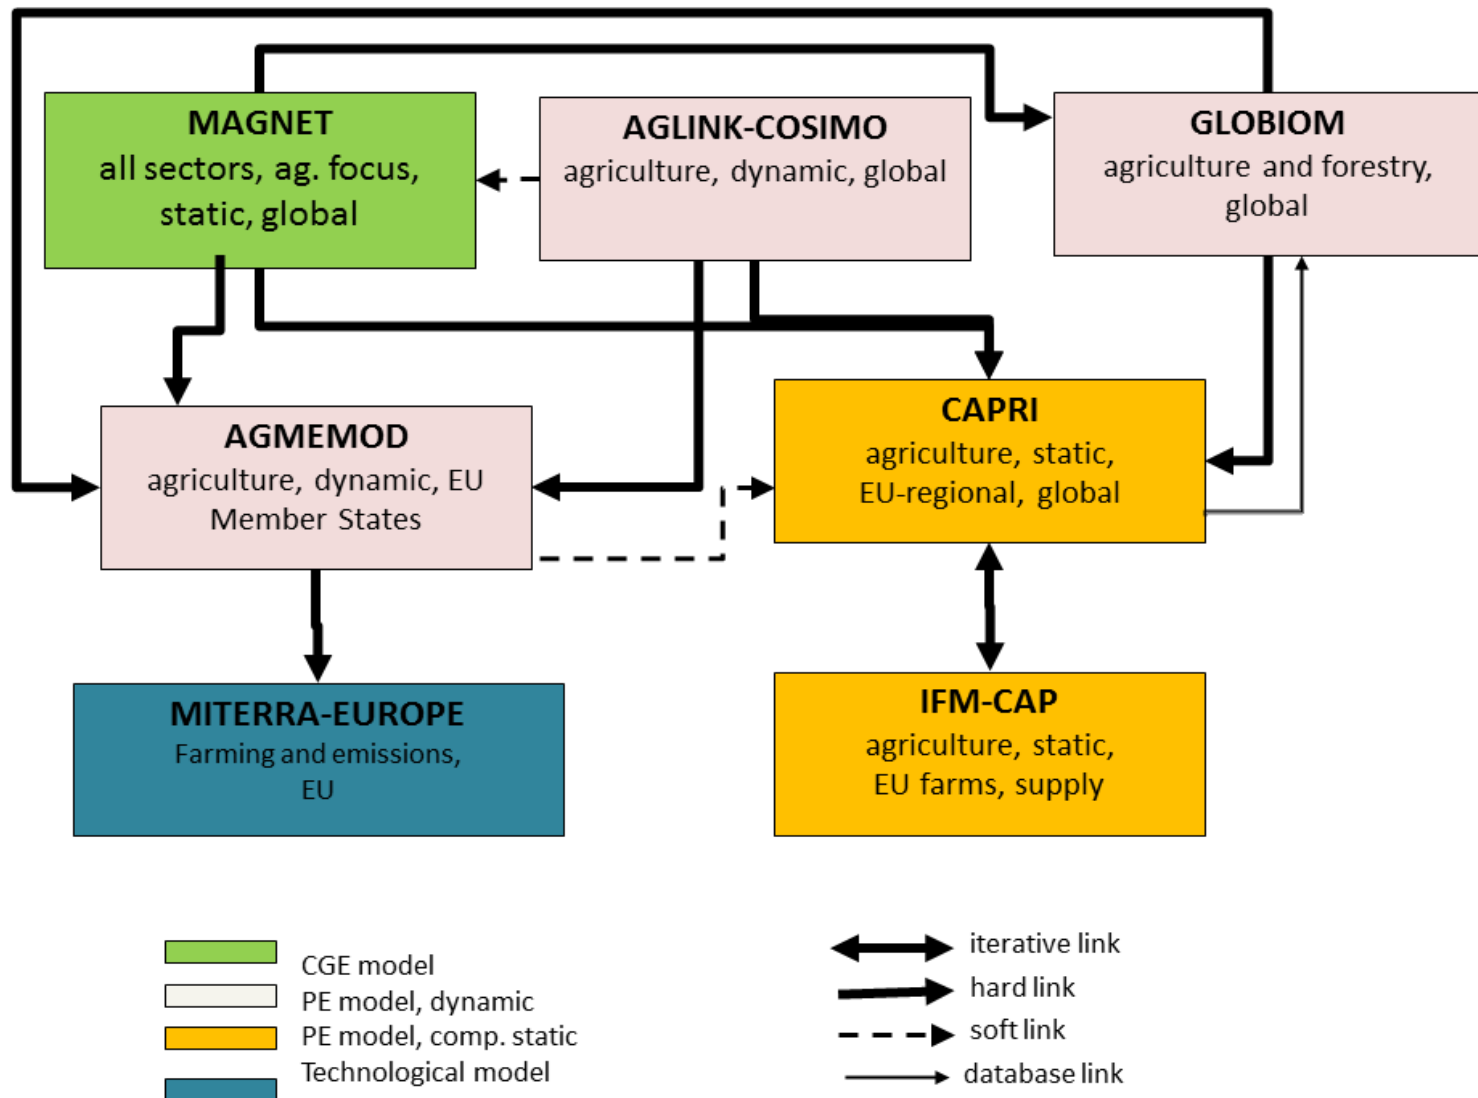 MAGNET
all sectors, ag. focus,
static, global
AGLINK-COSIMO
agriculture, dynamic, global
GLOBIOM
agriculture and forestry,
global
AGMEMOD
agriculture, dynamic, EU
Member States
CAPRI
agriculture, static,
EU-regional, global
MITERRA-EUROPE
Farming and emissions,
EU
IFM-CAP
agriculture, static,
EU farms, supply
CGE model
PE model, dynamic
PE model, comp. static
Technological model
iterative link
hard link
soft link
database link